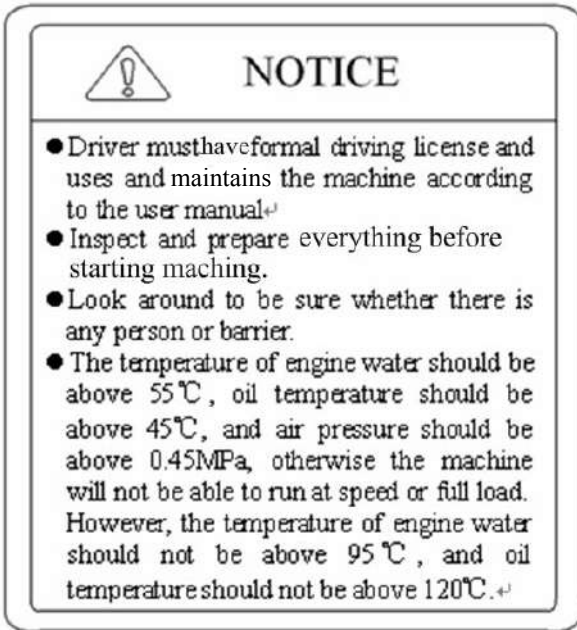 NOTICE
●Driver musthaveformal driving license and
uses and maintains the machine according
to the user manual↵
●Inspect and prepare everything before
starting maching.
●Look around to be sure whether there is
any person or barrier.
●The temperature of engine water should be
above 55℃, oil temperature should be
above 45℃, and air pressure should be
above 0.45MPa, otherwise the machine
will not be able to run at speed or full load.
However, the temperature of engine water
should not be above 95℃, and oil
temperature should not be above 120℃.↵